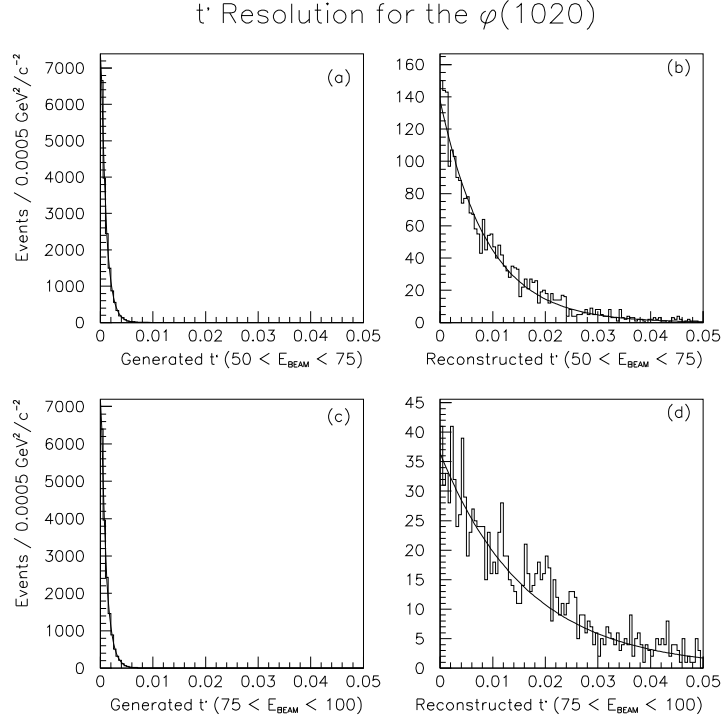 t' Resolution for the φ(1020)
Events / 0.0005 GeV²/c⁻²
7000
6000
5000
4000
3000
2000
1000
0
(a)
0 0.01 0.02 0.03 0.04 0.05
Generated t' (50 < E_BEAM < 75)
160
140
120
100
80
60
40
20
0
(b)
0 0.01 0.02 0.03 0.04 0.05
Reconstructed t' (50 < E_BEAM < 75)
Events / 0.0005 GeV²/c⁻²
7000
6000
5000
4000
3000
2000
1000
0
(c)
0 0.01 0.02 0.03 0.04 0.05
Generated t' (75 < E_BEAM < 100)
45
40
35
30
25
20
15
10
5
0
(d)
0 0.01 0.02 0.03 0.04 0.05
Reconstructed t' (75 < E_BEAM < 100)